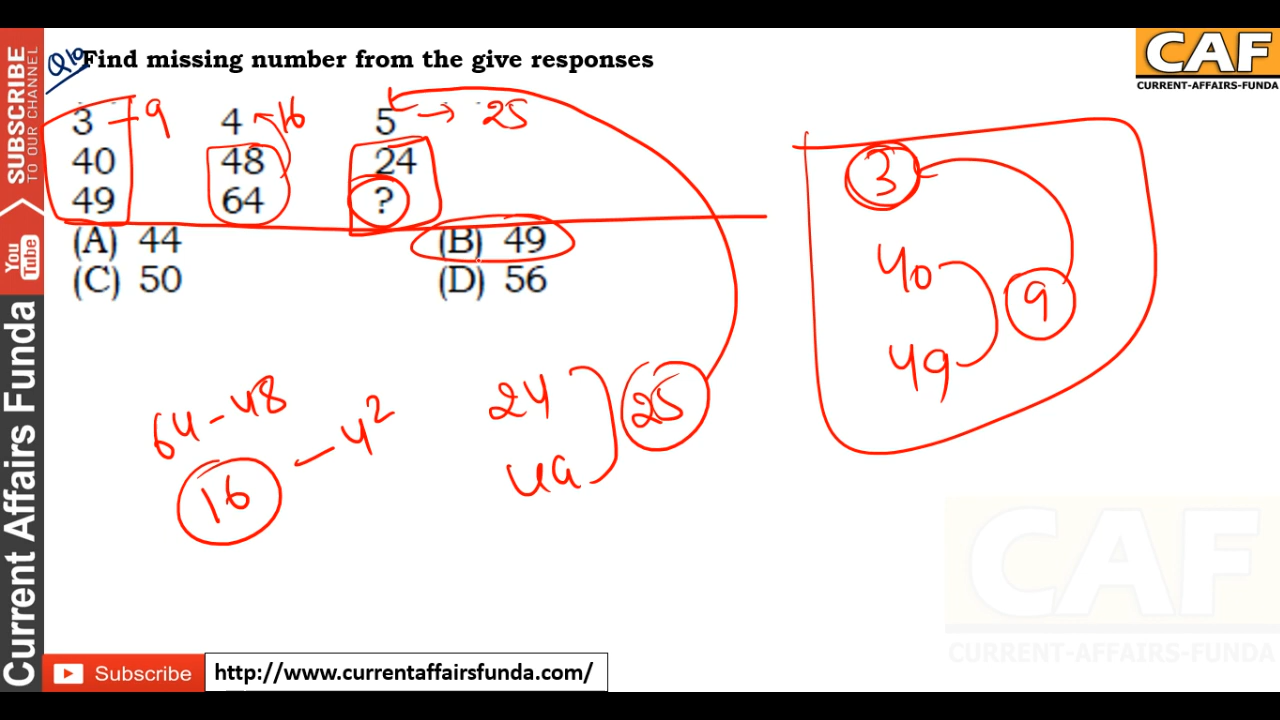 Q10
Find missing number from the give responses
3 9 4 16 5 → 25
40 48 24
49 64 ?
(A) 44 (B) 49
(C) 50 (D) 56
3
40
49
9
64-48
16 - 4²
24
49
25
CAF
CURRENT-AFFAIRS-FUNDA.COM
SUBSCRIBE
TO OUR CHANNEL
You Tube
Current Affairs Funda
Subscribe
http://www.currentaffairsfunda.com/
CAF
CURRENT-AFFAIRS-FUNDA.COM